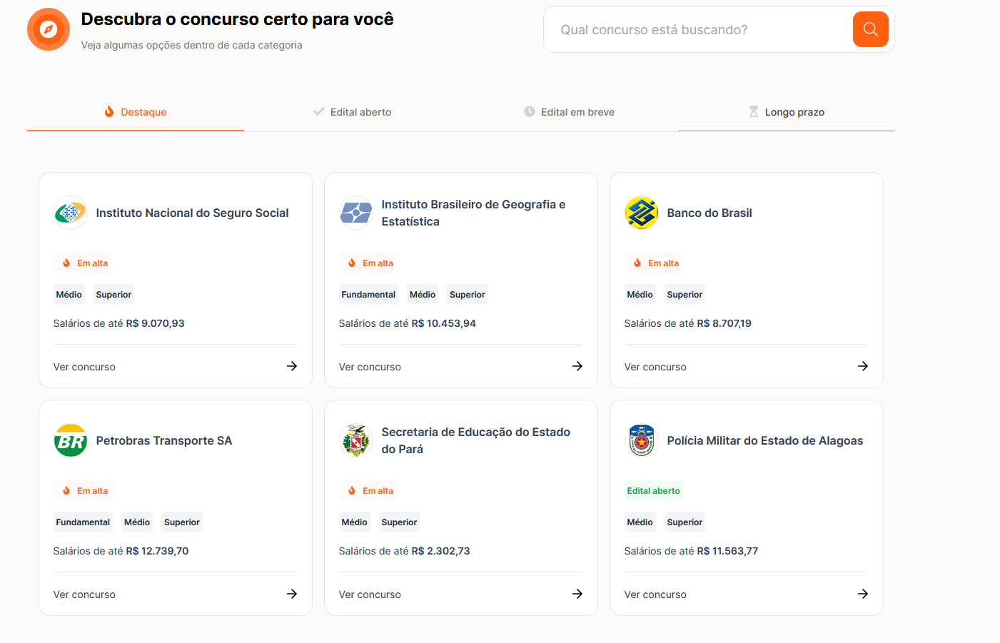 Descubra o concurso certo para você
Veja algumas opções dentro de cada categoria
Qual concurso está buscando?
Destaque
Edital aberto
Edital em breve
Longo prazo
Instituto Nacional do Seguro Social
Em alta
Médio Superior
Salários de até R$ 9.070,93
Ver concurso
Instituto Brasileiro de Geografia e
Estatística
Em alta
Fundamental Médio Superior
Salários de até R$ 10.453,94
Ver concurso
Banco do Brasil
Em alta
Médio Superior
Salários de até R$ 8.707,19
Ver concurso
BR
Petrobras Transporte SA
Em alta
Fundamental Médio Superior
Salários de até R$ 12.739,70
Ver concurso
Secretaria de Educação do Estado
do Pará
Em alta
Médio Superior
Salários de até R$ 2.302,73
Ver concurso
Polícia Militar do Estado de Alagoas
Edital aberto
Médio Superior
Salários de até R$ 11.563,77
Ver concurso